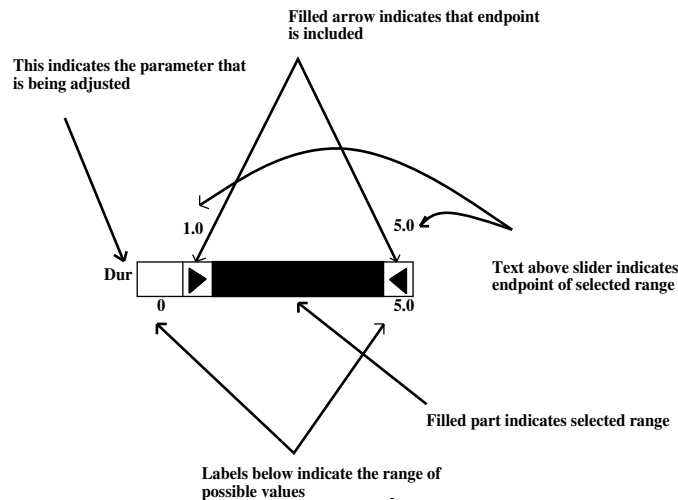 Filled arrow indicates that endpoint
is included
This indicates the parameter that
is being adjusted
1.0
5.0
Text above slider indicates
endpoint of selected range
Dur
0
5.0
Filled part indicates selected range
Labels below indicate the range of
possible values